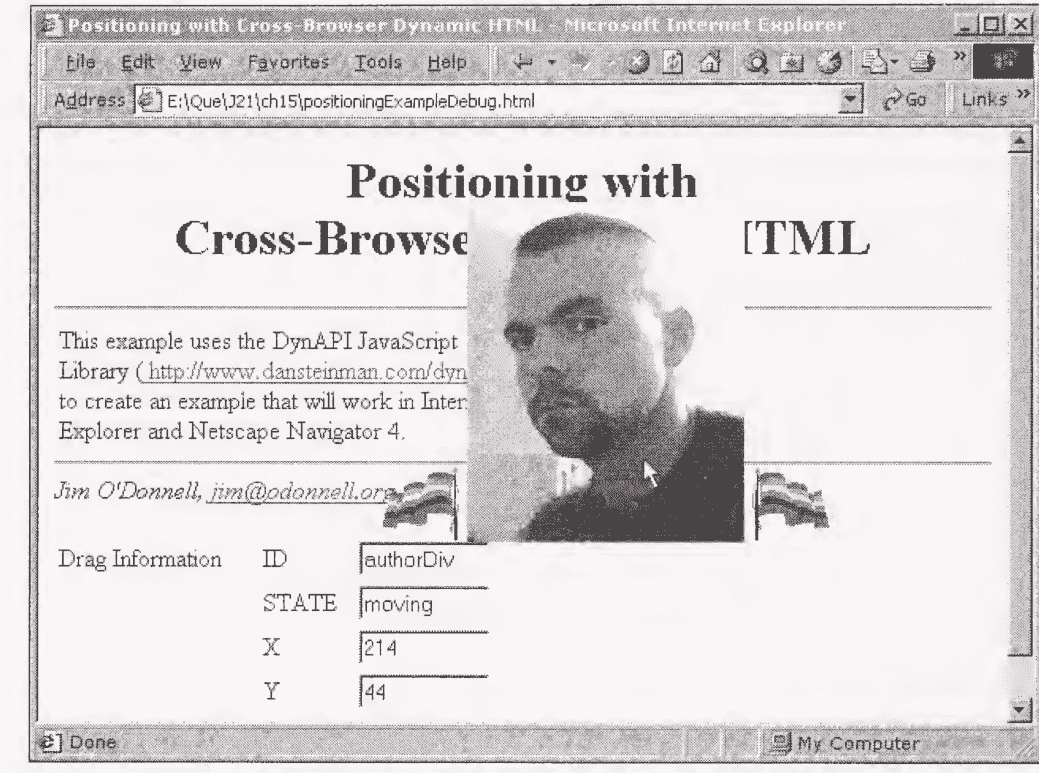 Positioning with Cross-Browser Dynamic HTML - Microsoft Internet Explorer
File Edit View Favorites Tools Help »
Address E:\Que\J21\ch15\positioningExampleDebug.html Go Links »
Positioning with
Cross-Browse HTML
This example uses the DynAPI JavaScript
Library ( http://www.dansteinman.com/dyn
to create an example that will work in Inter
Explorer and Netscape Navigator 4.
Jim O'Donnell, jim@odonnell.org
Drag Information ID authorDiv
STATE moving
X 214
Y 44
Done My Computer